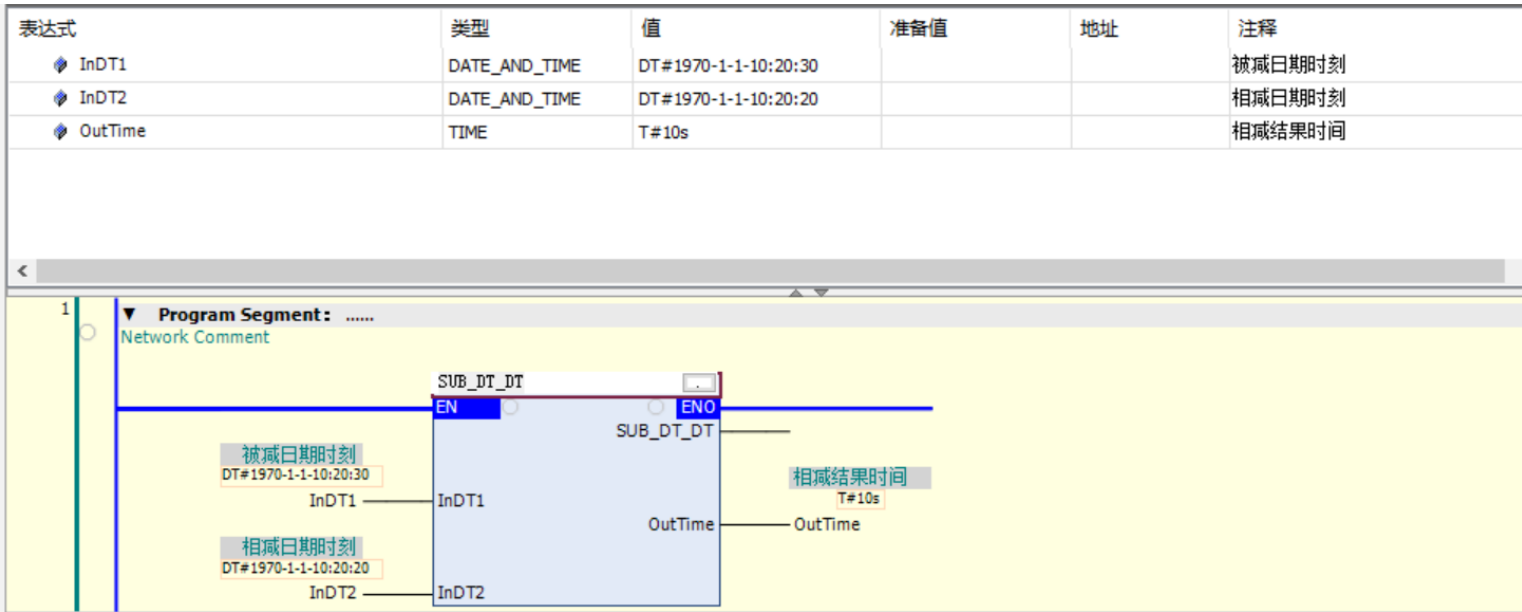 表达式 类型 值 准备值 地址 注释
InDT1 DATE_AND_TIME DT#1970-1-1-10:20:30 被减日期时刻
InDT2 DATE_AND_TIME DT#1970-1-1-10:20:20 相减日期时刻
OutTime TIME T#10s 相减结果时间
1
Program Segment: ......
Network Comment
SUB_DT_DT .
EN ENO
SUB_DT_DT
被减日期时刻
DT#1970-1-1-10:20:30
相减结果时间
T#10s
InDT1 InDT1
OutTime OutTime
相减日期时刻
DT#1970-1-1-10:20:20
InDT2 InDT2